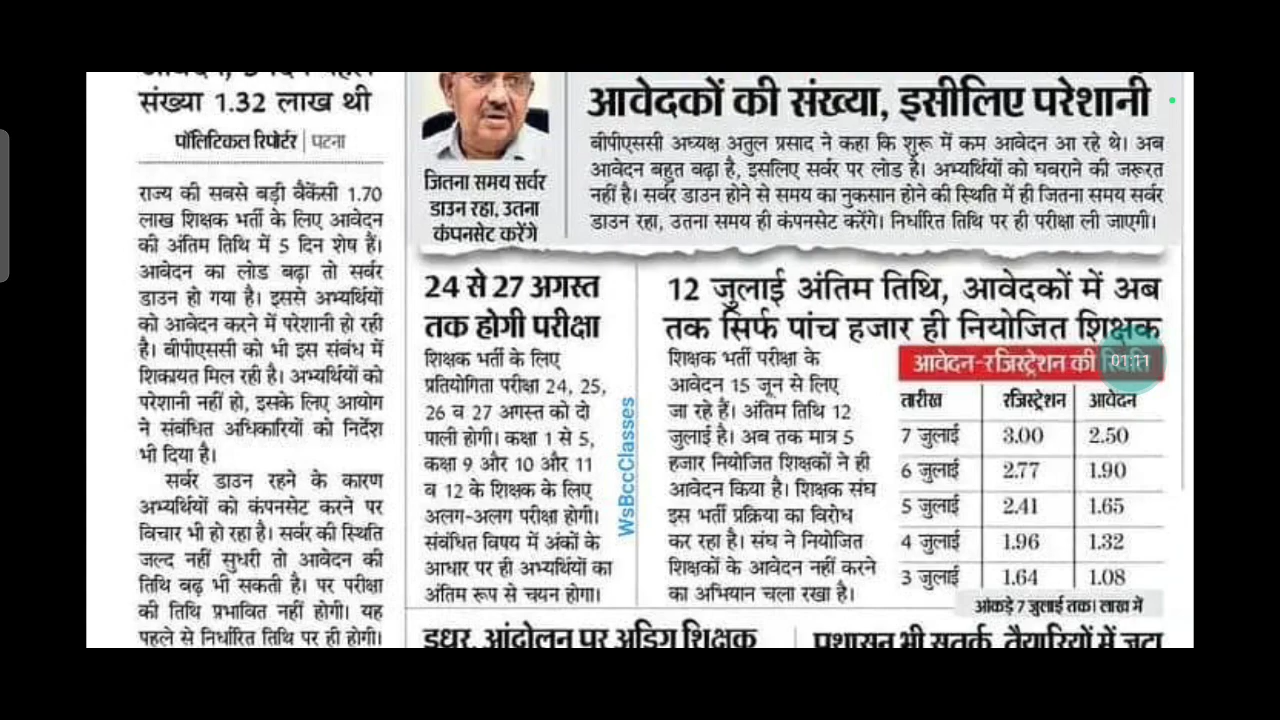 संख्या 1.32 लाख थी
पॉलिटिकल रिपोर्टर | पटना
राज्य की सबसे बड़ी वैकेंसी 1.70
लाख शिक्षक भर्ती के लिए आवेदन
की अंतिम तिथि में 5 दिन शेष हैं।
आवेदन का लोड बढ़ा तो सर्वर
डाउन हो गया है। इससे अभ्यर्थियों
को आवेदन करने में परेशानी हो रही
है। बीपीएससी को भी इस संबंध में
शिकायत मिल रही है। अभ्यर्थियों को
परेशानी नहीं हो, इसके लिए आयोग
ने संबंधित अधिकारियों को निर्देश
भी दिया है।
सर्वर डाउन रहने के कारण
अभ्यर्थियों को कंपनसेट करने पर
विचार भी हो रहा है। सर्वर की स्थिति
जल्द नहीं सुधरी तो आवेदन की
तिथि बढ़ भी सकती है। पर परीक्षा
की तिथि प्रभावित नहीं होगी। यह
पहले से निर्धारित तिथि पर ही होगी।
जितना समय सर्वर
डाउन रहा, उतना
कंपनसेट करेंगे
आवेदकों की संख्या, इसीलिए परेशानी
बीपीएससी अध्यक्ष अतुल प्रसाद ने कहा कि शुरू में कम आवेदन आ रहे थे। अब
आवेदन बहुत बढ़ा है, इसलिए सर्वर पर लोड है। अभ्यर्थियों को घबराने की जरूरत
नहीं है। सर्वर डाउन होने से समय का नुकसान होने की स्थिति में ही जितना समय सर्वर
डाउन रहा, उतना समय ही कंपनसेट करेंगे। निर्धारित तिथि पर ही परीक्षा ली जाएगी।
24 से 27 अगस्त
तक होगी परीक्षा
शिक्षक भर्ती के लिए
प्रतियोगिता परीक्षा 24, 25,
26 व 27 अगस्त को दो
पाली होगी। कक्षा 1 से 5,
कक्षा 9 और 10 और 11
व 12 के शिक्षक के लिए
अलग-अलग परीक्षा होगी।
संबंधित विषय में अंकों के
आधार पर ही अभ्यर्थियों का
अंतिम रूप से चयन होगा।
WsBccClasses
12 जुलाई अंतिम तिथि, आवेदकों में अब
तक सिर्फ पांच हजार ही नियोजित शिक्षक
शिक्षक भर्ती परीक्षा के
आवेदन 15 जून से लिए
जा रहे हैं। अंतिम तिथि 12
जुलाई है। अब तक मात्र 5
हजार नियोजित शिक्षकों ने ही
आवेदन किया है। शिक्षक संघ
इस भर्ती प्रक्रिया का विरोध
कर रहा है। संघ ने नियोजित
शिक्षकों के आवेदन नहीं करने
का अभियान चला रखा है।
आवेदन-रजिस्ट्रेशन की स्थिति
01:11
तारीख रजिस्ट्रेशन आवेदन
7 जुलाई 3.00 2.50
6 जुलाई 2.77 1.90
5 जुलाई 2.41 1.65
4 जुलाई 1.96 1.32
3 जुलाई 1.64 1.08
आंकड़े 7 जुलाई तक। लाख में
इधर, आंदोलन पर अडिग शिक्षक
प्रशासन भी सतर्क, तैयारियों में जुटा